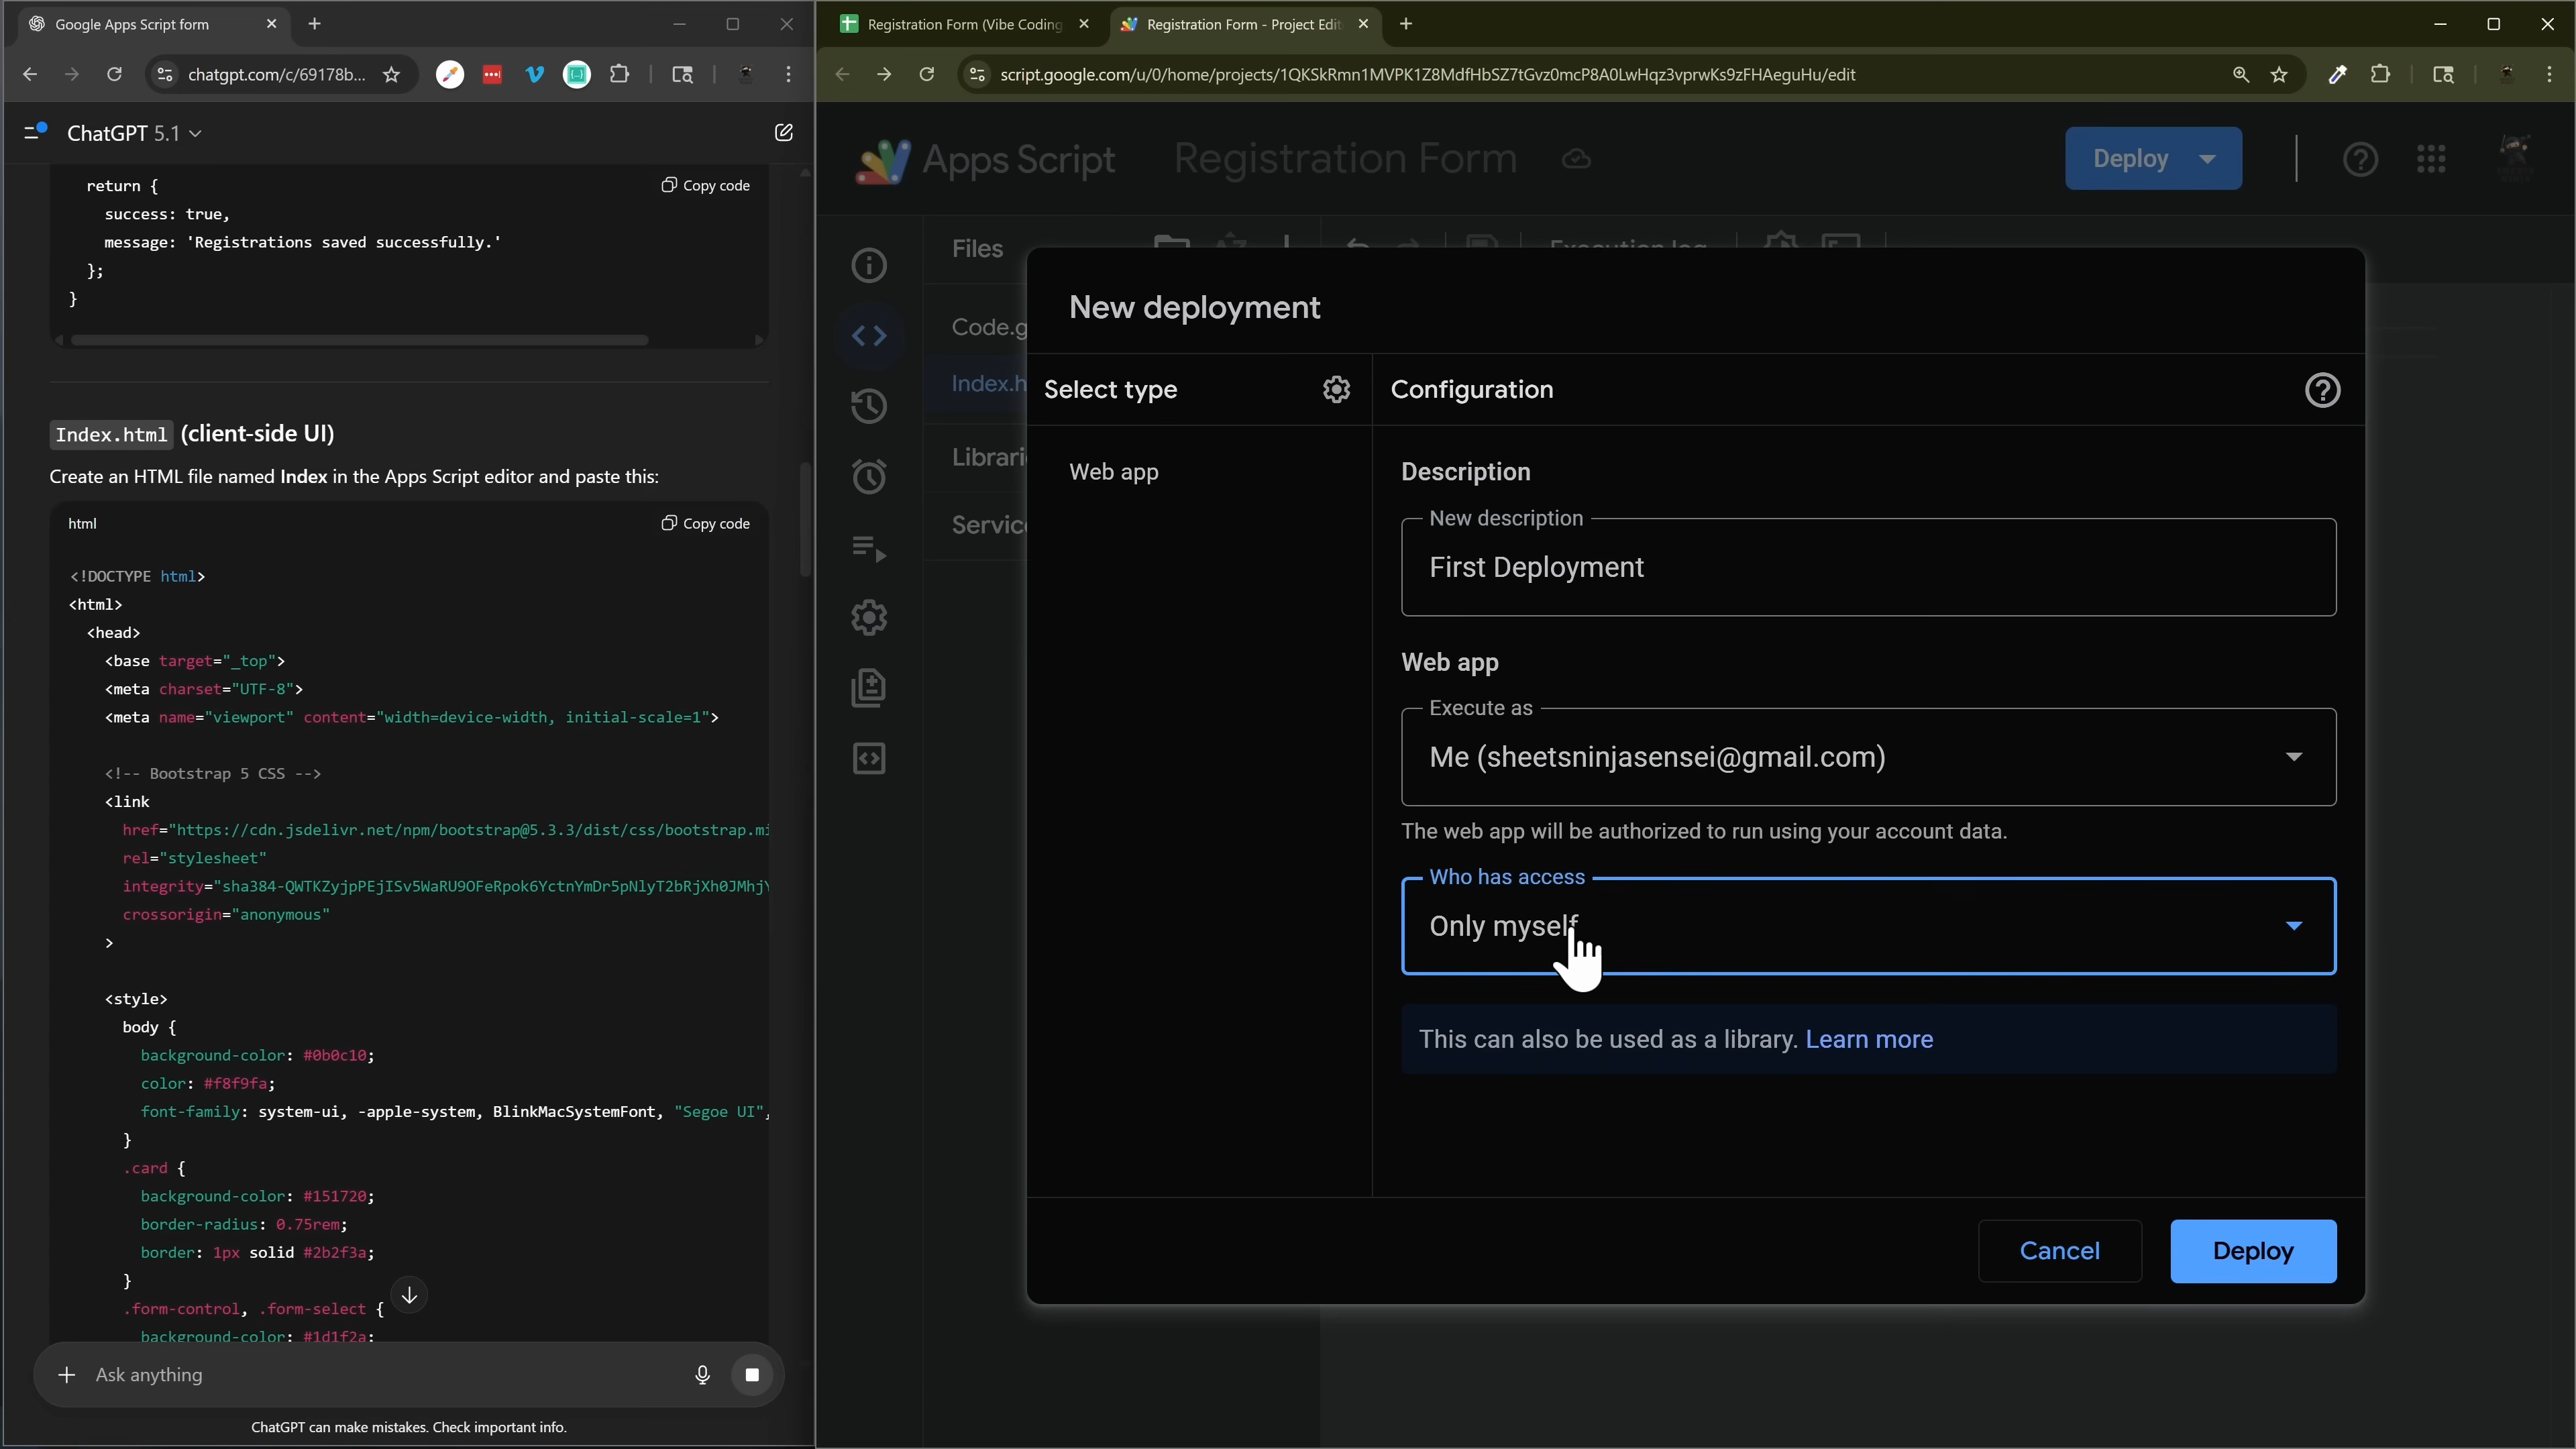 Google Apps Script form
chatgpt.com/c/69178b...
ChatGPT 5.1
return {
success: true,
message: 'Registrations saved successfully.'
};
}
Copy code
Index.html (client-side UI)
Create an HTML file named Index in the Apps Script editor and paste this:
html
Copy code
<!DOCTYPE html>
<html>
<head>
<base target="_top">
<meta charset="UTF-8">
<meta name="viewport" content="width=device-width, initial-scale=1">
<!-- Bootstrap 5 CSS -->
<link
href="https://cdn.jsdelivr.net/npm/bootstrap@5.3.3/dist/css/bootstrap.mi
rel="stylesheet"
integrity="sha384-QWTKZyjpPEjISv5WaRU9OFeRpok6YctnYmDr5pNlyT2bRjXh0JMhjY
crossorigin="anonymous"
>
<style>
body {
background-color: #0b0c10;
color: #f8f9fa;
font-family: system-ui, -apple-system, BlinkMacSystemFont, "Segoe UI",
}
.card {
background-color: #151720;
border-radius: 0.75rem;
border: 1px solid #2b2f3a;
}
.form-control, .form-select {
background-color: #1d1f2a;
Ask anything
ChatGPT can make mistakes. Check important info.
Registration Form (Vibe Coding
Registration Form - Project Edit
script.google.com/u/0/home/projects/1QKSkRmn1MVPK1Z8MdfHbSZ7tGvz0mcP8A0LwHqz3vprwKs9zFHAeguHu/edit
Apps Script
Registration Form
Deploy
Files
Execution log
Code.g
Index.h
Librari
Servic
New deployment
Select type
Configuration
Web app
Description
New description
First Deployment
Web app
Execute as
Me (sheetsninjasensei@gmail.com)
The web app will be authorized to run using your account data.
Who has access
Only myself
This can also be used as a library. Learn more
Cancel
Deploy